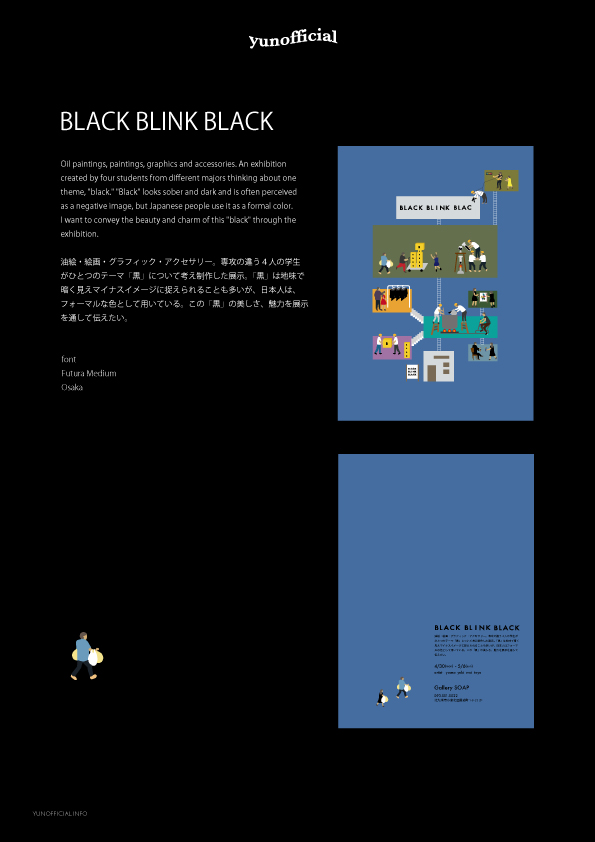 yunofficial
BLACK BLINK BLACK
Oil paintings, paintings, graphics and accessories. An exhibition
created by four students from different majors thinking about one
theme, "black." "Black" looks sober and dark and is often perceived
as a negative image, but Japanese people use it as a formal color.
I want to convey the beauty and charm of this "black" through the
exhibition.
油絵・絵画・グラフィック・アクセサリー。専攻の違う４人の学生
がひとつのテーマ「黒」について考え制作した展示。「黒」は地味で
暗く見えマイナスイメージに捉えられることも多いが、日本人は、
フォーマルな色として用いている。この「黒」の美しさ、魅力を展示
を通して伝えたい。
font
Futura Medium
Osaka
BLACK BLINK BLAC
BLACK BLINK BLACK
Gallery SOAP
YUNOFFICIAL.INFO